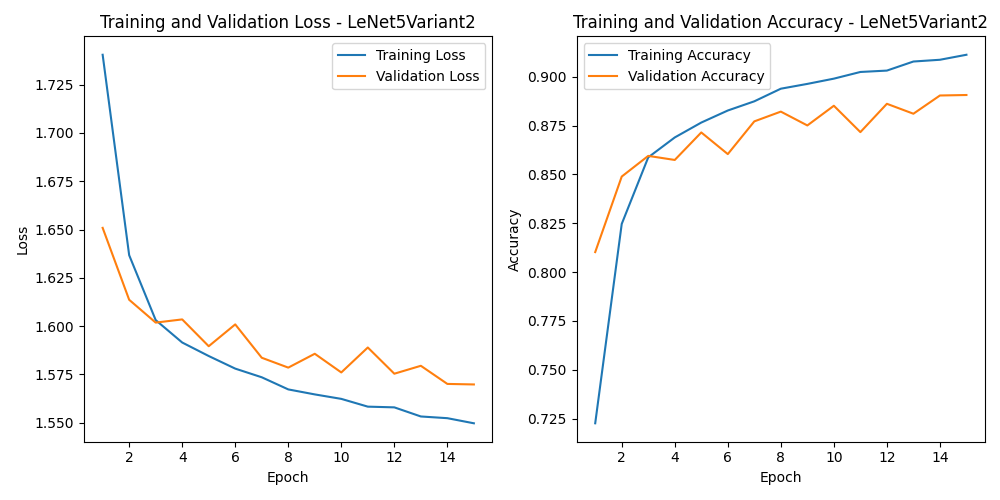 Training and Validation Loss - LeNet5Variant2
Training Loss
Validation Loss
1.725
1.700
1.675
1.650
1.625
1.600
1.575
1.550
Loss
2 4 6 8 10 12 14
Epoch
Training and Validation Accuracy - LeNet5Variant2
Training Accuracy
Validation Accuracy
0.900
0.875
0.850
0.825
0.800
0.775
0.750
0.725
Accuracy
2 4 6 8 10 12 14
Epoch